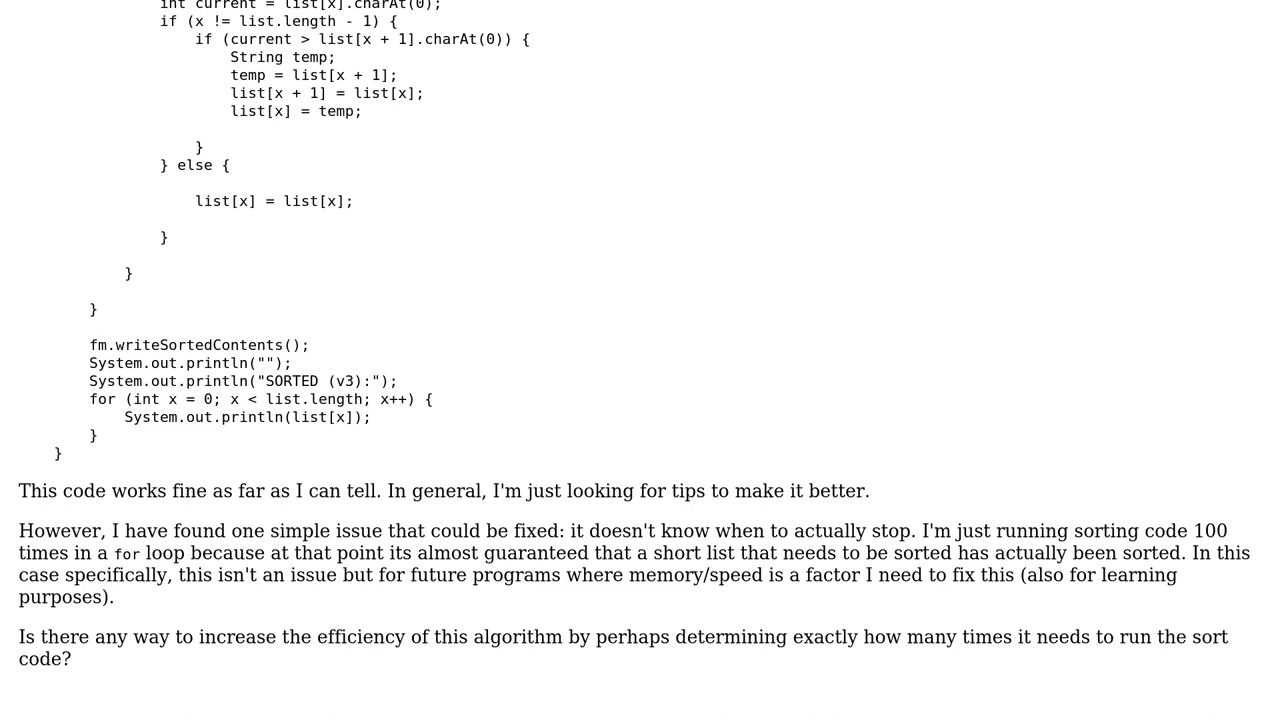 int current = list[x].charAt(0);
if (x != list.length - 1) {
if (current > list[x + 1].charAt(0)) {
String temp;
temp = list[x + 1];
list[x + 1] = list[x];
list[x] = temp;
}
} else {
list[x] = list[x];
}
}
}
fm.writeSortedContents();
System.out.println("");
System.out.println("SORTED (v3):");
for (int x = 0; x < list.length; x++) {
System.out.println(list[x]);
}
}
This code works fine as far as I can tell. In general, I'm just looking for tips to make it better.
However, I have found one simple issue that could be fixed: it doesn't know when to actually stop. I'm just running sorting code 100
times in a for loop because at that point its almost guaranteed that a short list that needs to be sorted has actually been sorted. In this
case specifically, this isn't an issue but for future programs where memory/speed is a factor I need to fix this (also for learning
purposes).
Is there any way to increase the efficiency of this algorithm by perhaps determining exactly how many times it needs to run the sort
code?